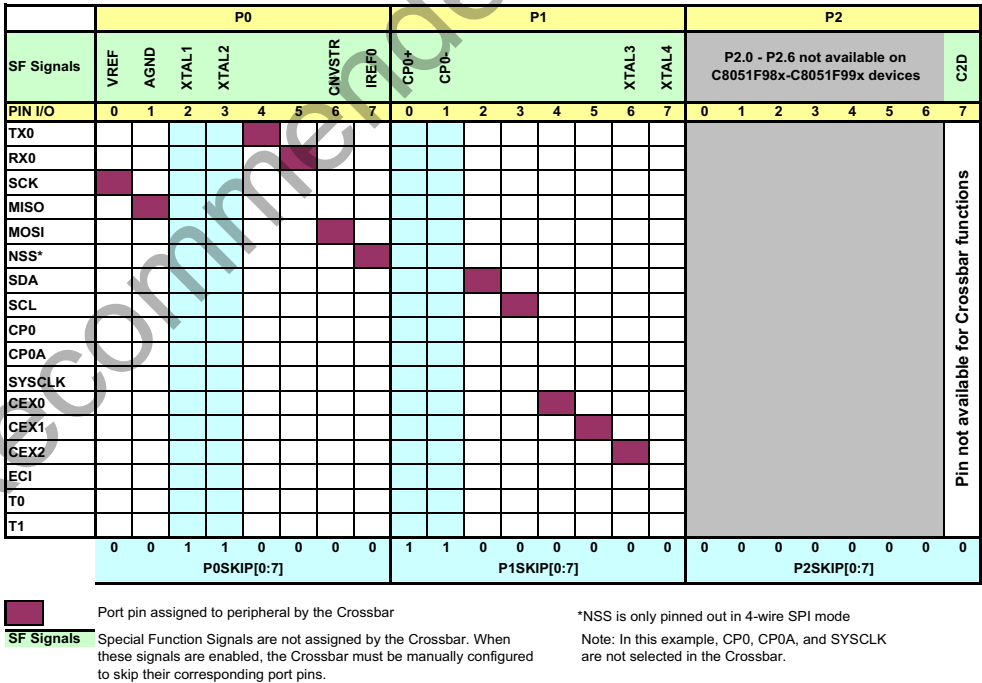 P0 P1 P2
SF Signals VREF AGND XTAL1 XTAL2 CNVSTR IREF0 CP0+ CP0- XTAL3 XTAL4 P2.0 - P2.6 not available on C2D
C8051F98x-C8051F99x devices
PIN I/O 0 1 2 3 4 5 6 7 0 1 2 3 4 5 6 7 0 1 2 3 4 5 6 7
TX0
RX0
SCK
MISO
MOSI
NSS*
SDA
SCL
CP0
CP0A
SYSCLK
CEX0
CEX1
CEX2
ECI
T0
T1
Pin not available for Crossbar functions
0 0 1 1 0 0 0 0 1 1 0 0 0 0 0 0 0 0 0 0 0 0 0 0
P0SKIP[0:7] P1SKIP[0:7] P2SKIP[0:7]
Port pin assigned to peripheral by the Crossbar
*NSS is only pinned out in 4-wire SPI mode
SF Signals Special Function Signals are not assigned by the Crossbar. When
these signals are enabled, the Crossbar must be manually configured
to skip their corresponding port pins.
Note: In this example, CP0, CP0A, and SYSCLK
are not selected in the Crossbar.
ecommende